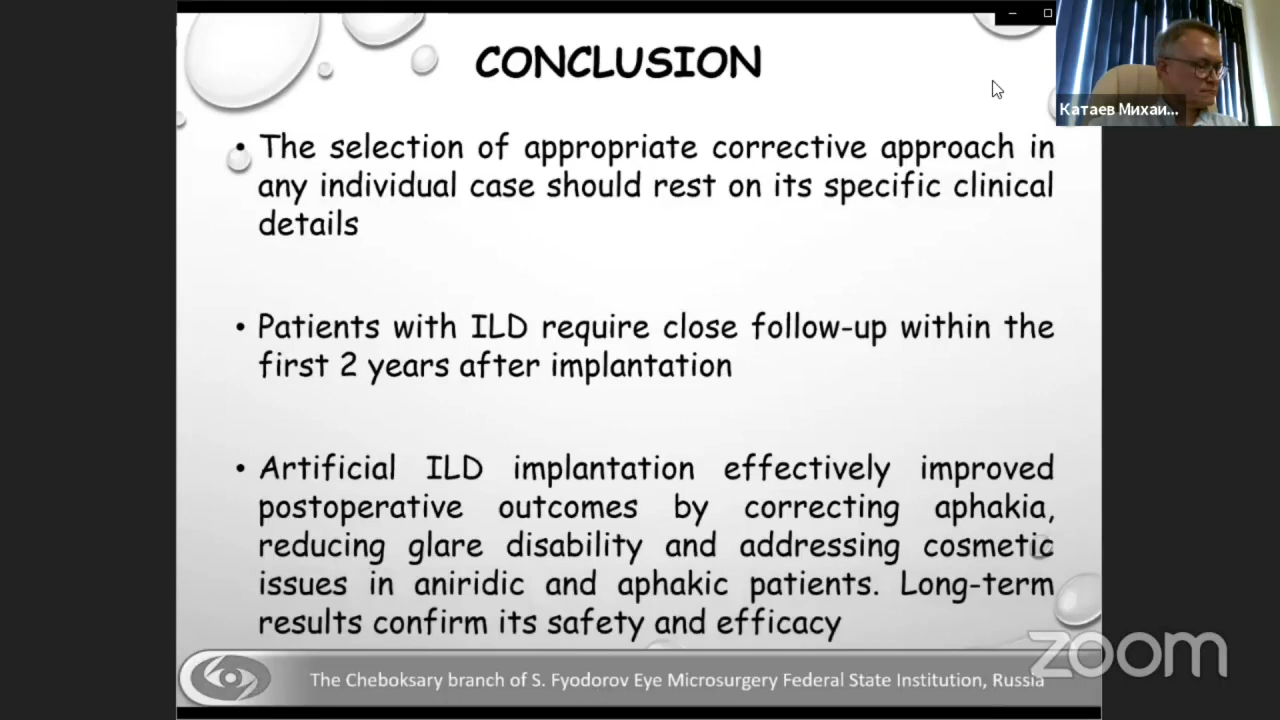 CONCLUSION
Катаев Михаи...
• The selection of appropriate corrective approach in
any individual case should rest on its specific clinical
details
• Patients with ILD require close follow-up within the
first 2 years after implantation
• Artificial ILD implantation effectively improved
postoperative outcomes by correcting aphakia,
reducing glare disability and addressing cosmetic
issues in aniridic and aphakic patients. Long-term
results confirm its safety and efficacy
zoom
The Cheboksary branch of S. Fyodorov Eye Microsurgery Federal State Institution, Russia